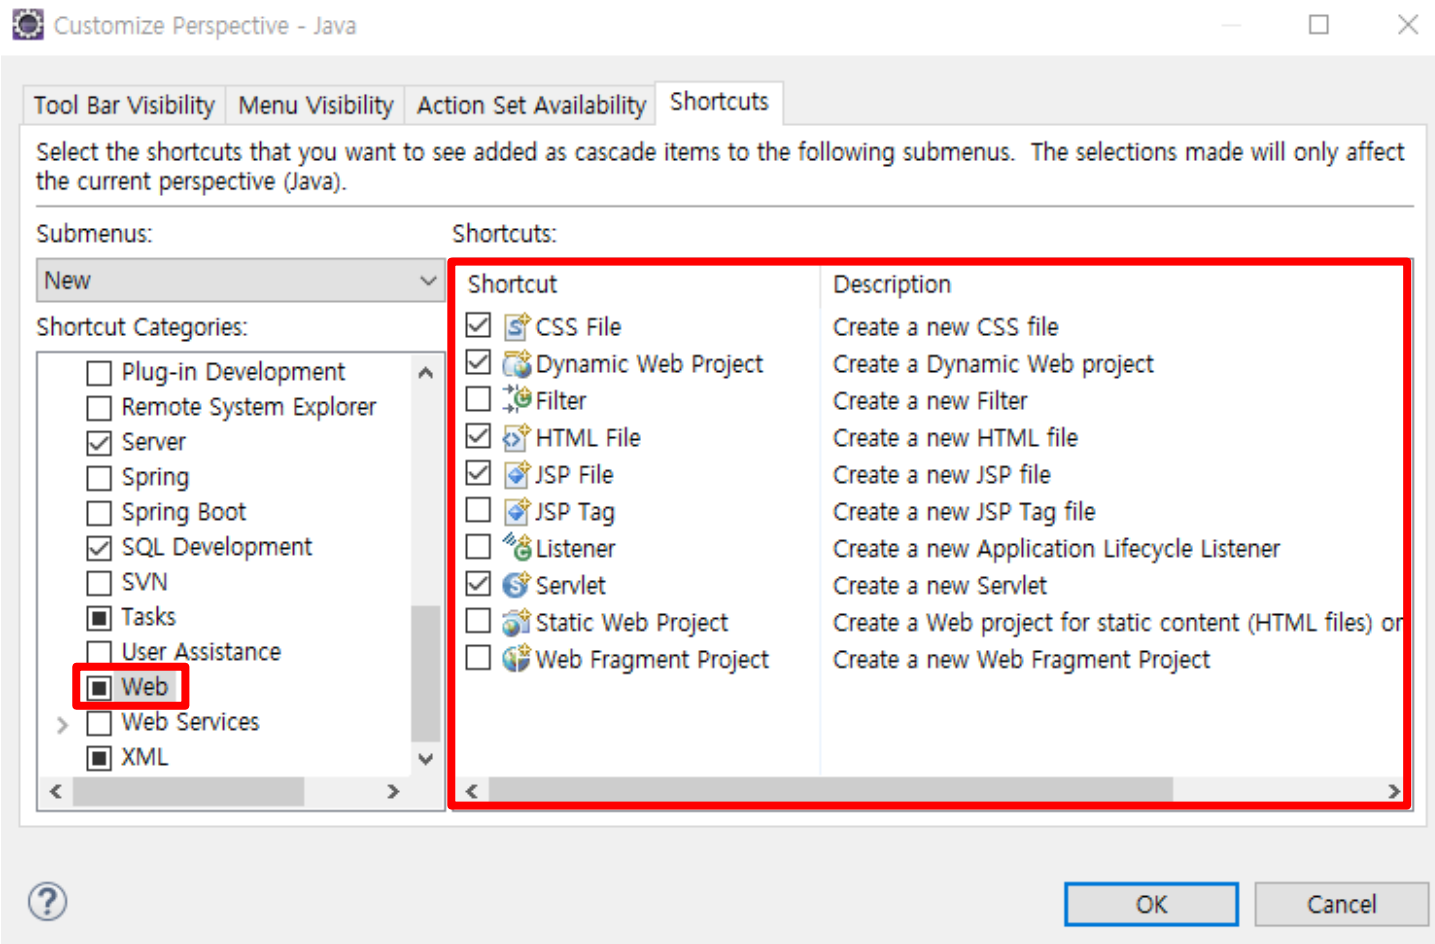 Customize Perspective - Java
Tool Bar Visibility Menu Visibility Action Set Availability Shortcuts
Select the shortcuts that you want to see added as cascade items to the following submenus. The selections made will only affect
the current perspective (Java).
Submenus:
New
Shortcut Categories:
Plug-in Development
Remote System Explorer
Server
Spring
Spring Boot
SQL Development
SVN
Tasks
User Assistance
Web
Web Services
XML
Shortcuts:
Shortcut Description
CSS File Create a new CSS file
Dynamic Web Project Create a Dynamic Web project
Filter Create a new Filter
HTML File Create a new HTML file
JSP File Create a new JSP file
JSP Tag Create a new JSP Tag file
Listener Create a new Application Lifecycle Listener
Servlet Create a new Servlet
Static Web Project Create a Web project for static content (HTML files) or
Web Fragment Project Create a new Web Fragment Project
OK Cancel